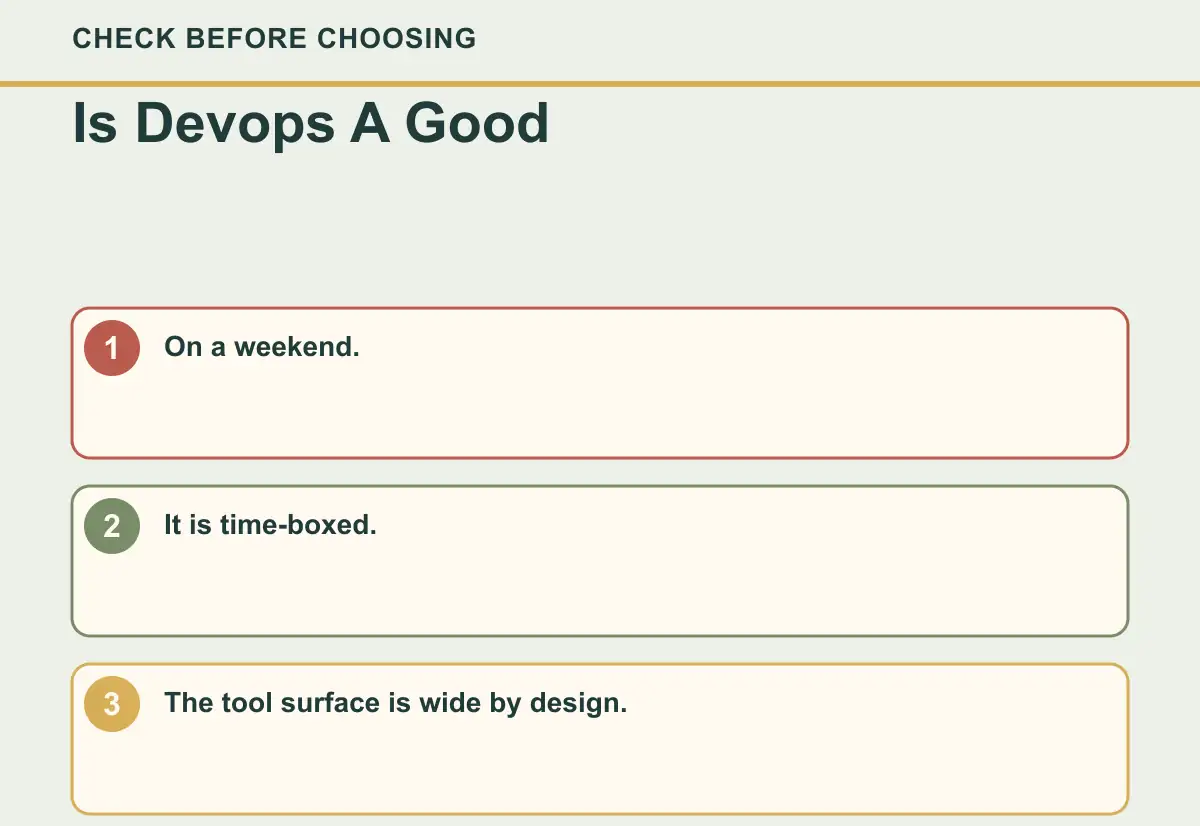 CHECK BEFORE CHOOSING
Is Devops A Good
1 On a weekend.
2 It is time-boxed.
3 The tool surface is wide by design.